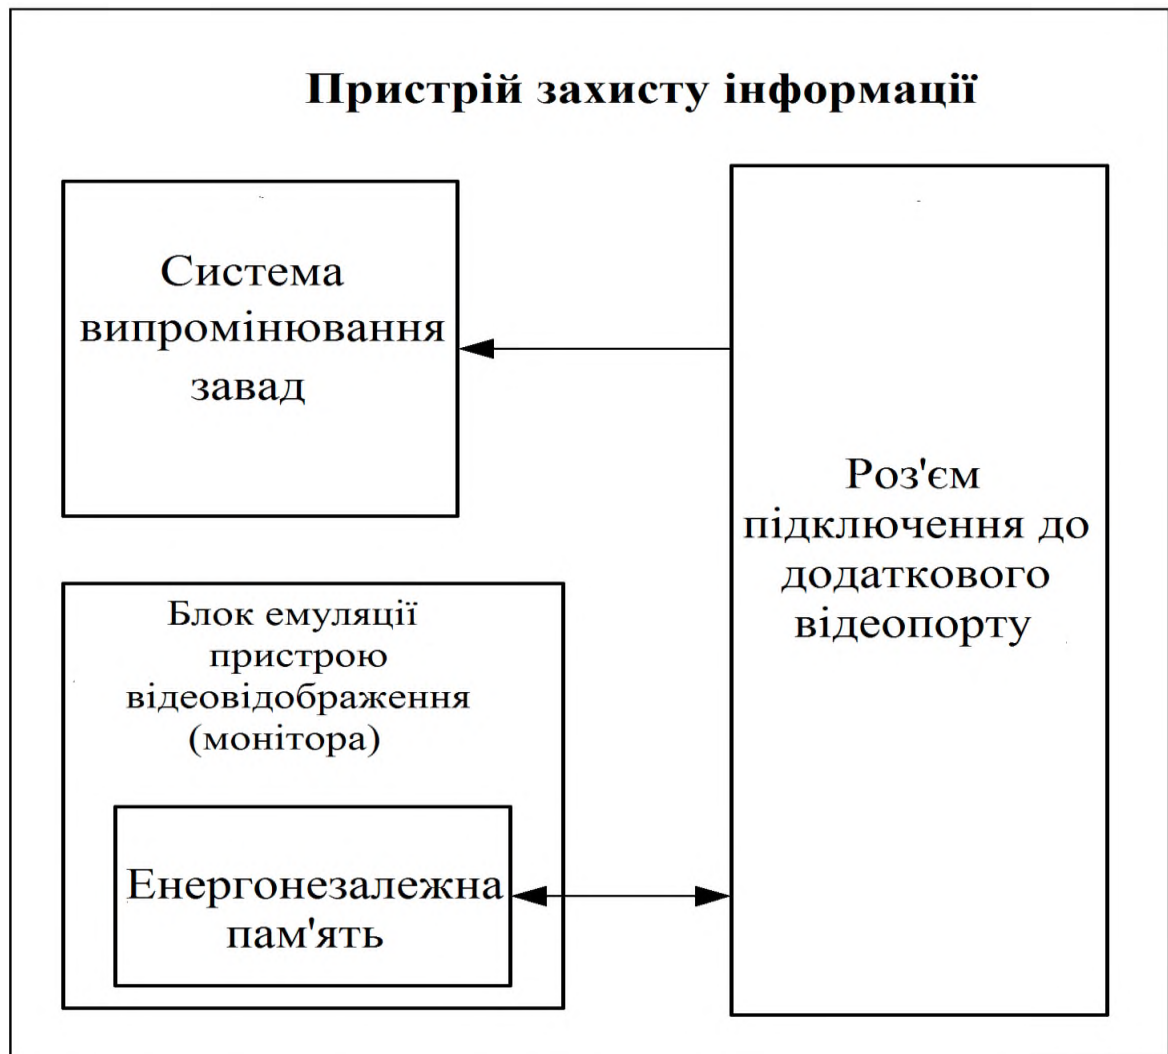 Пристрій захисту інформації
Система
випромінювання
завад
Роз'єм
підключення до
додаткового
відеопорту
Блок емуляції
пристрою
відеовідображення
(монітора)
Енергонезалежна
пам'ять